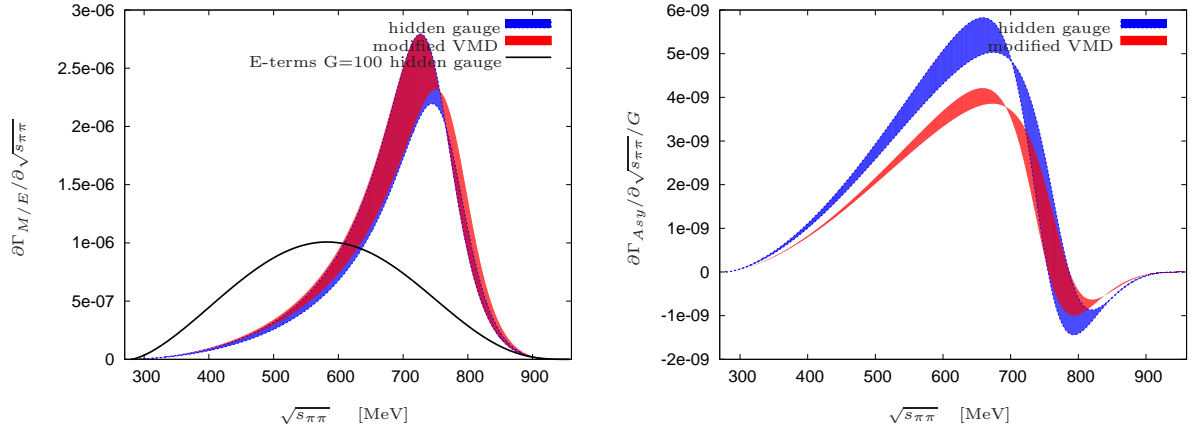 3e-06
2.5e-06
2e-06
1.5e-06
1e-06
5e-07
0
300 400 500 600 700 800 900
∂Γ_{M/E}/∂√s_{ππ}
√s_{ππ} [MeV]
hidden gauge
modified VMD
E-terms G=100 hidden gauge
6e-09
5e-09
4e-09
3e-09
2e-09
1e-09
0
-1e-09
-2e-09
300 400 500 600 700 800 900
∂Γ_{Asy}/∂√s_{ππ}/G
√s_{ππ} [MeV]
hidden gauge
modified VMD